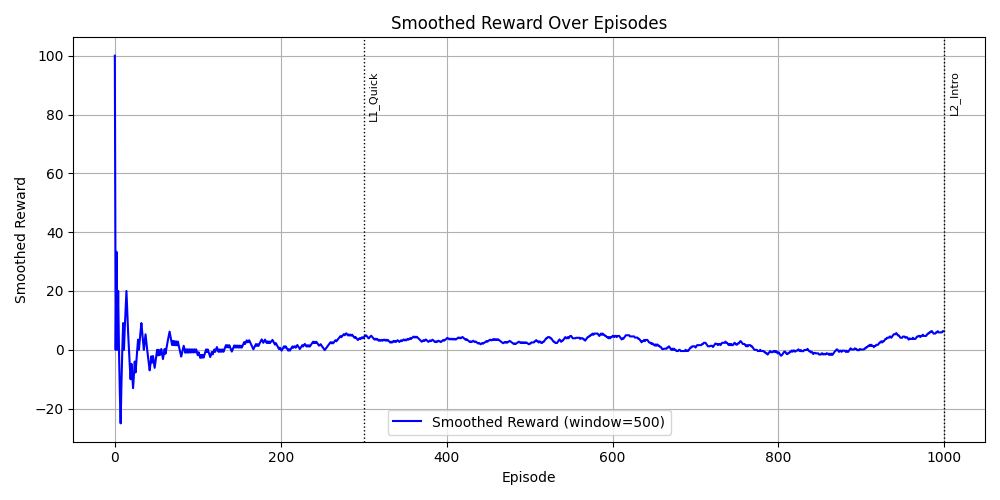 Smoothed Reward Over Episodes
Smoothed Reward
100
80
60
40
20
0
−20
L1_Quick
L2_Intro
Smoothed Reward (window=500)
0
200
400
600
800
1000
Episode